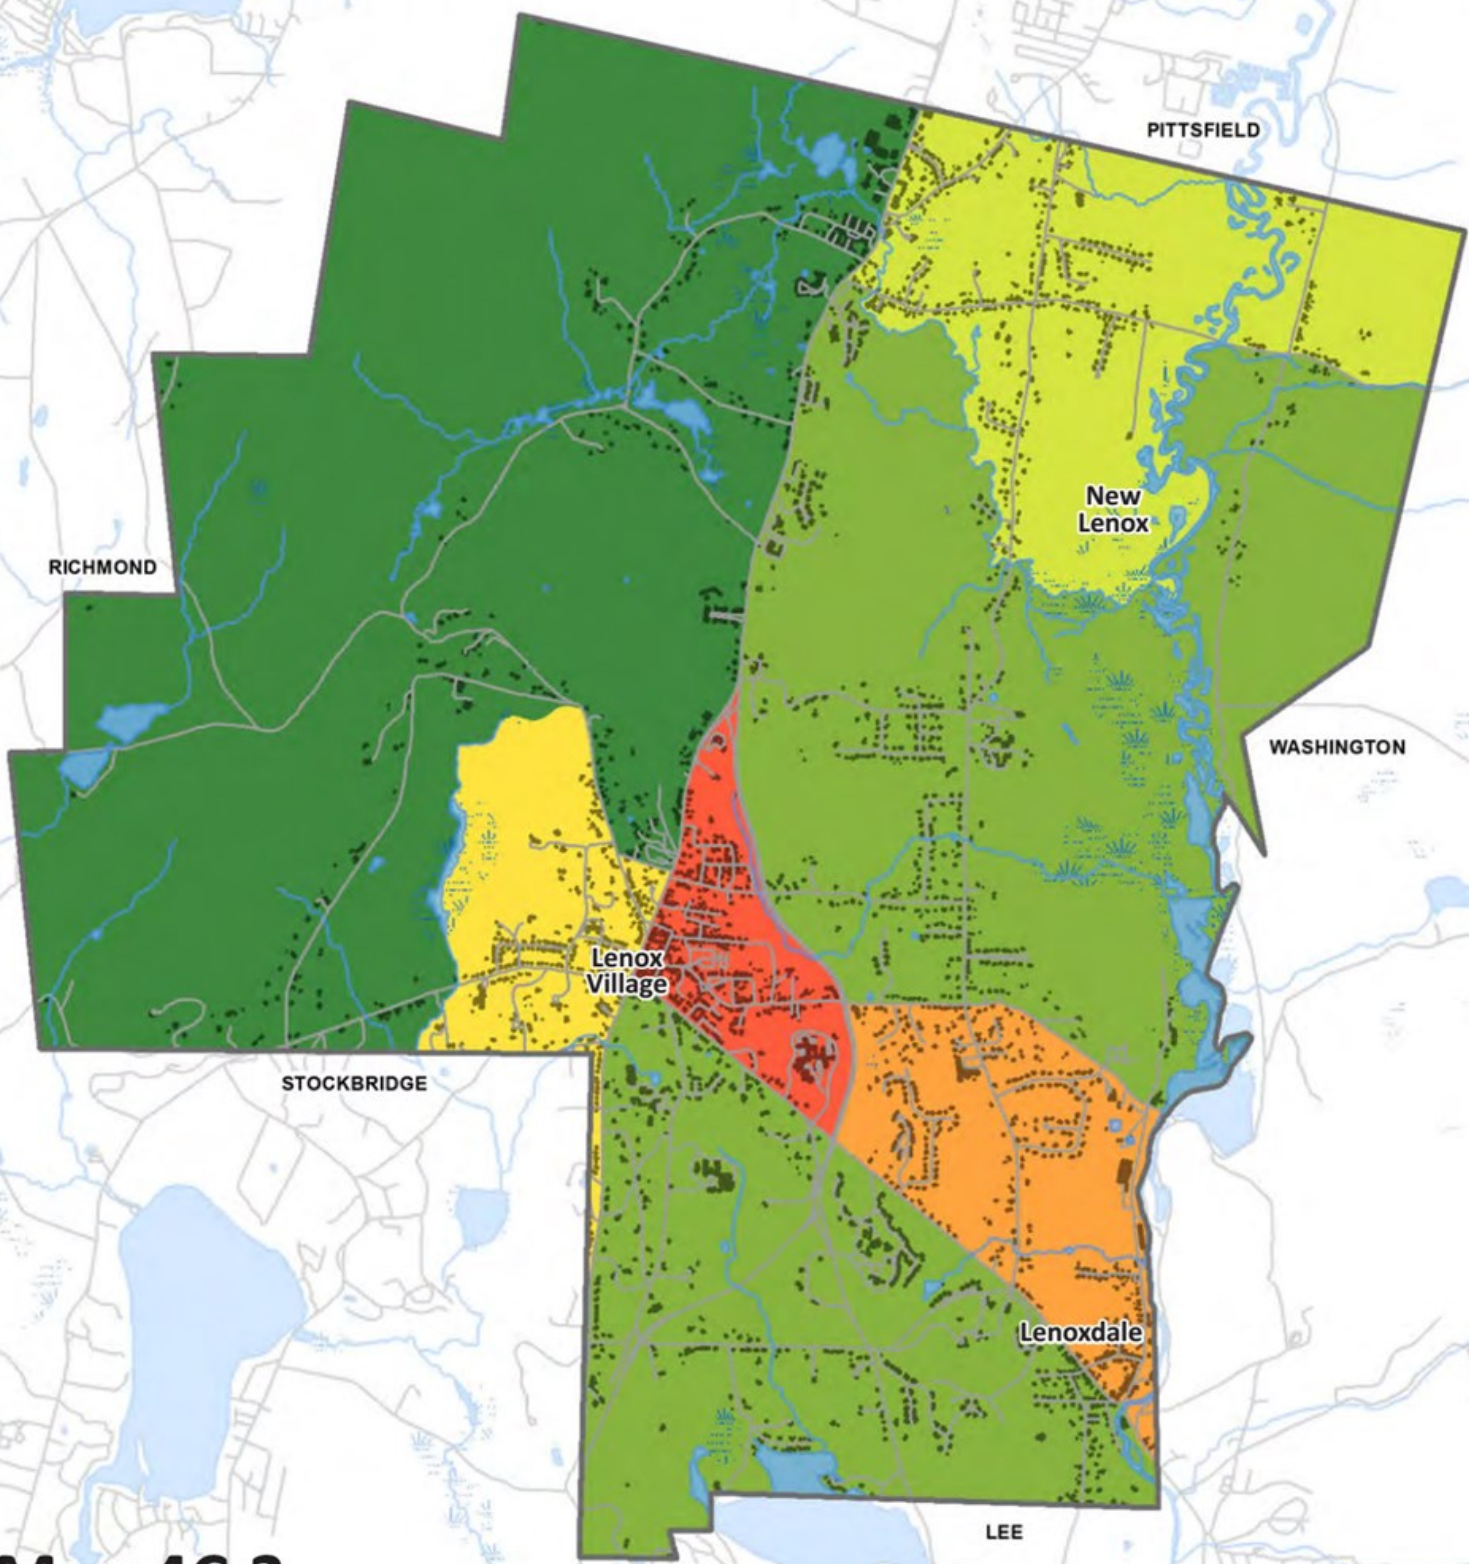 PITTSFIELD
New
Lenox
RICHMOND
WASHINGTON
Lenox
Village
STOCKBRIDGE
Lenoxdale
LEE